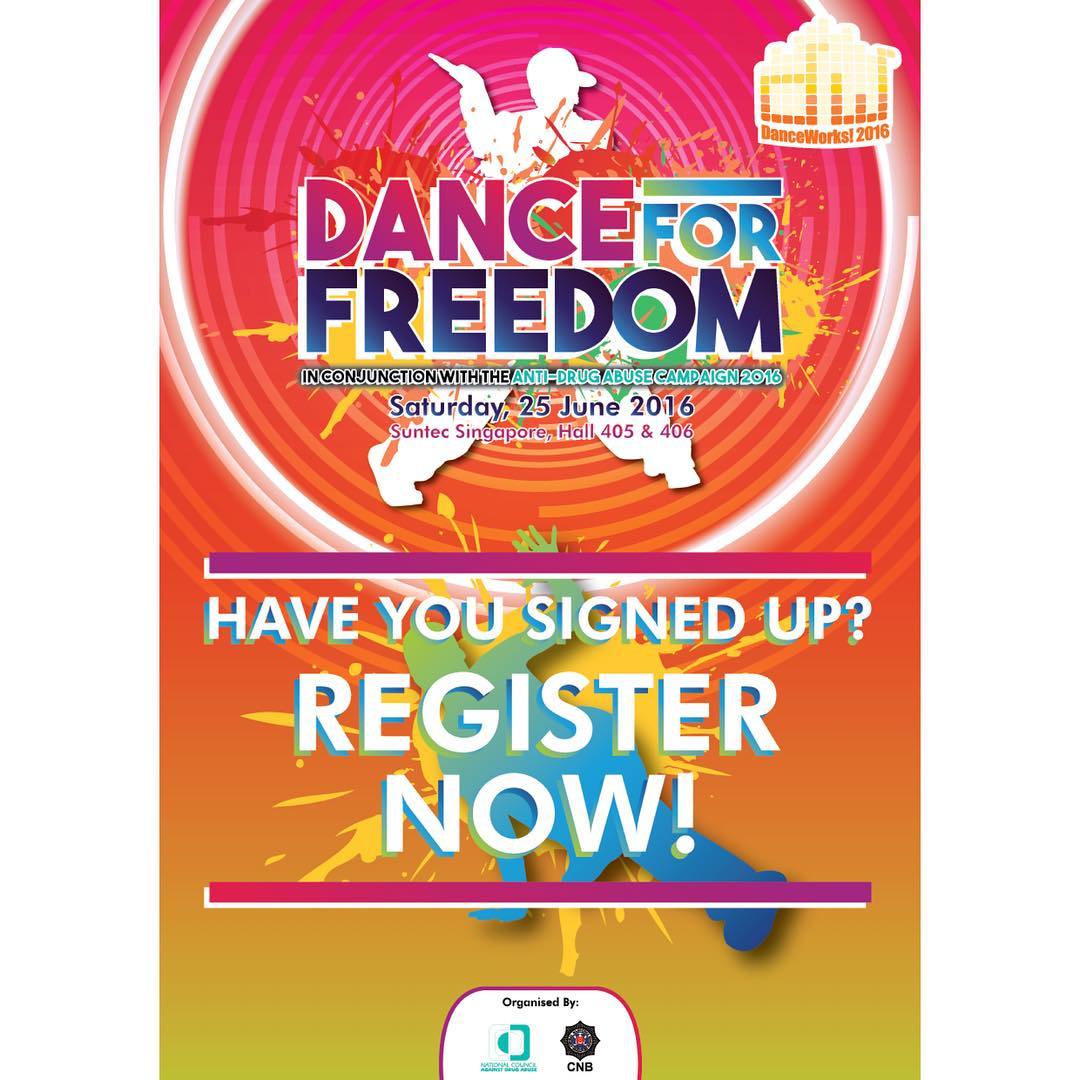 DanceWorks! 2016
DANCE FOR
FREEDOM
IN CONJUNCTION WITH THE ANTI-DRUG ABUSE CAMPAIGN 2016
Saturday, 25 June 2016
Suntec Singapore, Hall 405 & 406
HAVE YOU SIGNED UP?
REGISTER
NOW!
Organised By:
NATIONAL COUNCIL
AGAINST DRUG ABUSE
CNB